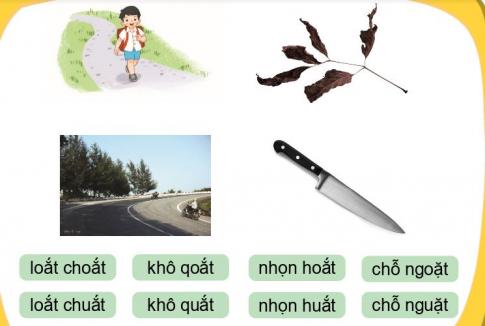 loắt choắt khô qoắt nhọn hoắt chỗ ngoặt
loắt chuắt khô quắt nhọn huắt chỗ nguặt